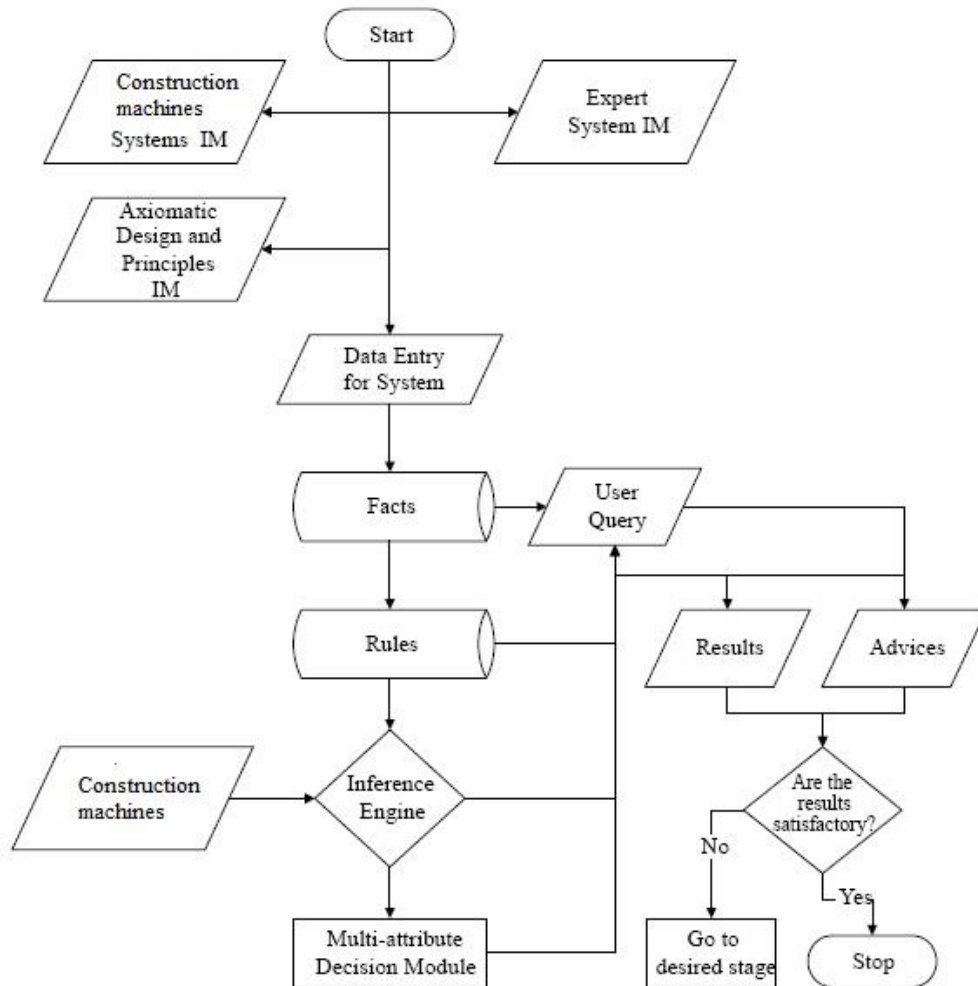 Start
Construction
machines
Systems IM
Expert
System IM
Axiomatic
Design and
Principles
IM
Data Entry
for System
Facts
User
Query
Rules
Results
Advices
Construction
machines
Inference
Engine
Are the
results
satisfactory?
No
Yes
Multi-attribute
Decision Module
Go to
desired stage
Stop